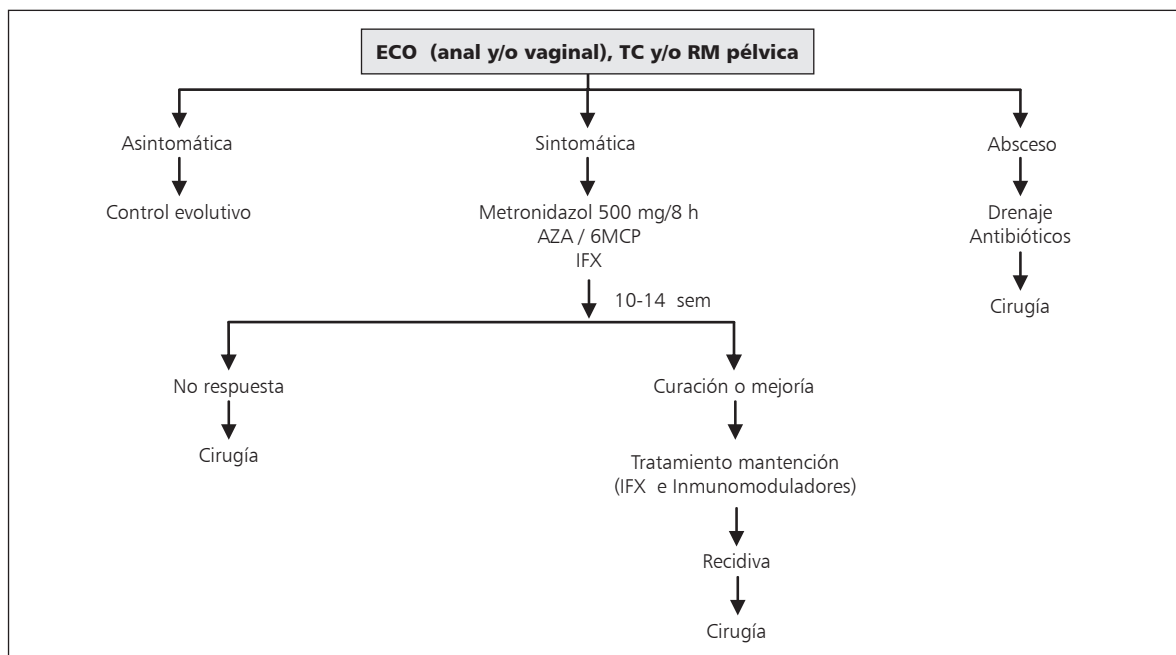 ECO (anal y/o vaginal), TC y/o RM pélvica
Asintomática
Sintomática
Absceso
Control evolutivo
Metronidazol 500 mg/8 h
AZA / 6MCP
IFX
Drenaje
Antibióticos
10-14 sem
Cirugía
No respuesta
Curación o mejoría
Cirugía
Tratamiento mantención
(IFX e Inmunomoduladores)
Recidiva
Cirugía